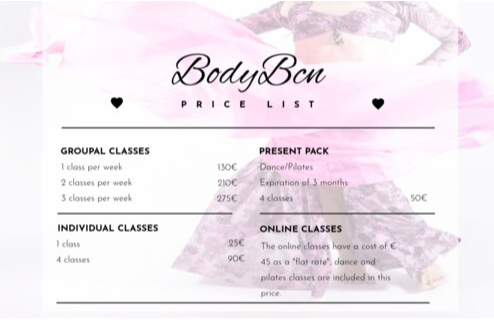 BodyBcn
PRICE LIST
GROUPAL CLASSES
1 class per week 130€
2 classes per week 210€
3 classes per week 275€
INDIVIDUAL CLASSES
1 class 25€
4 classes 90€
PRESENT PACK
Dance/Pilates
Expiration of 3 months
4 classes 50€
ONLINE CLASSES
The online classes have a cost of €
45 as a "flat rate", dance and
pilates classes are included in this
price.